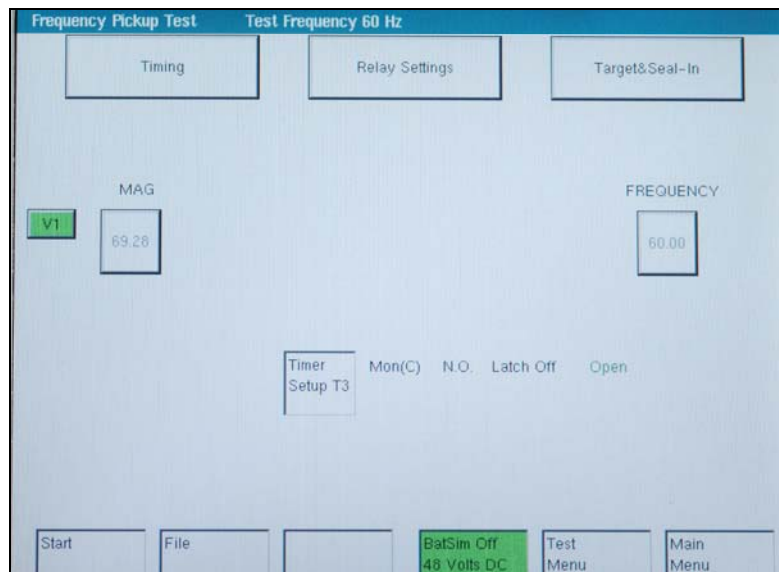 Frequency Pickup Test Test Frequency 60 Hz
Timing Relay Settings Target&Seal-In
MAG FREQUENCY
V1 69.28 60.00
Timer
Setup T3
Mon(C) N.O. Latch Off Open
Start File BatSim Off
48 Volts DC
Test
Menu
Main
Menu